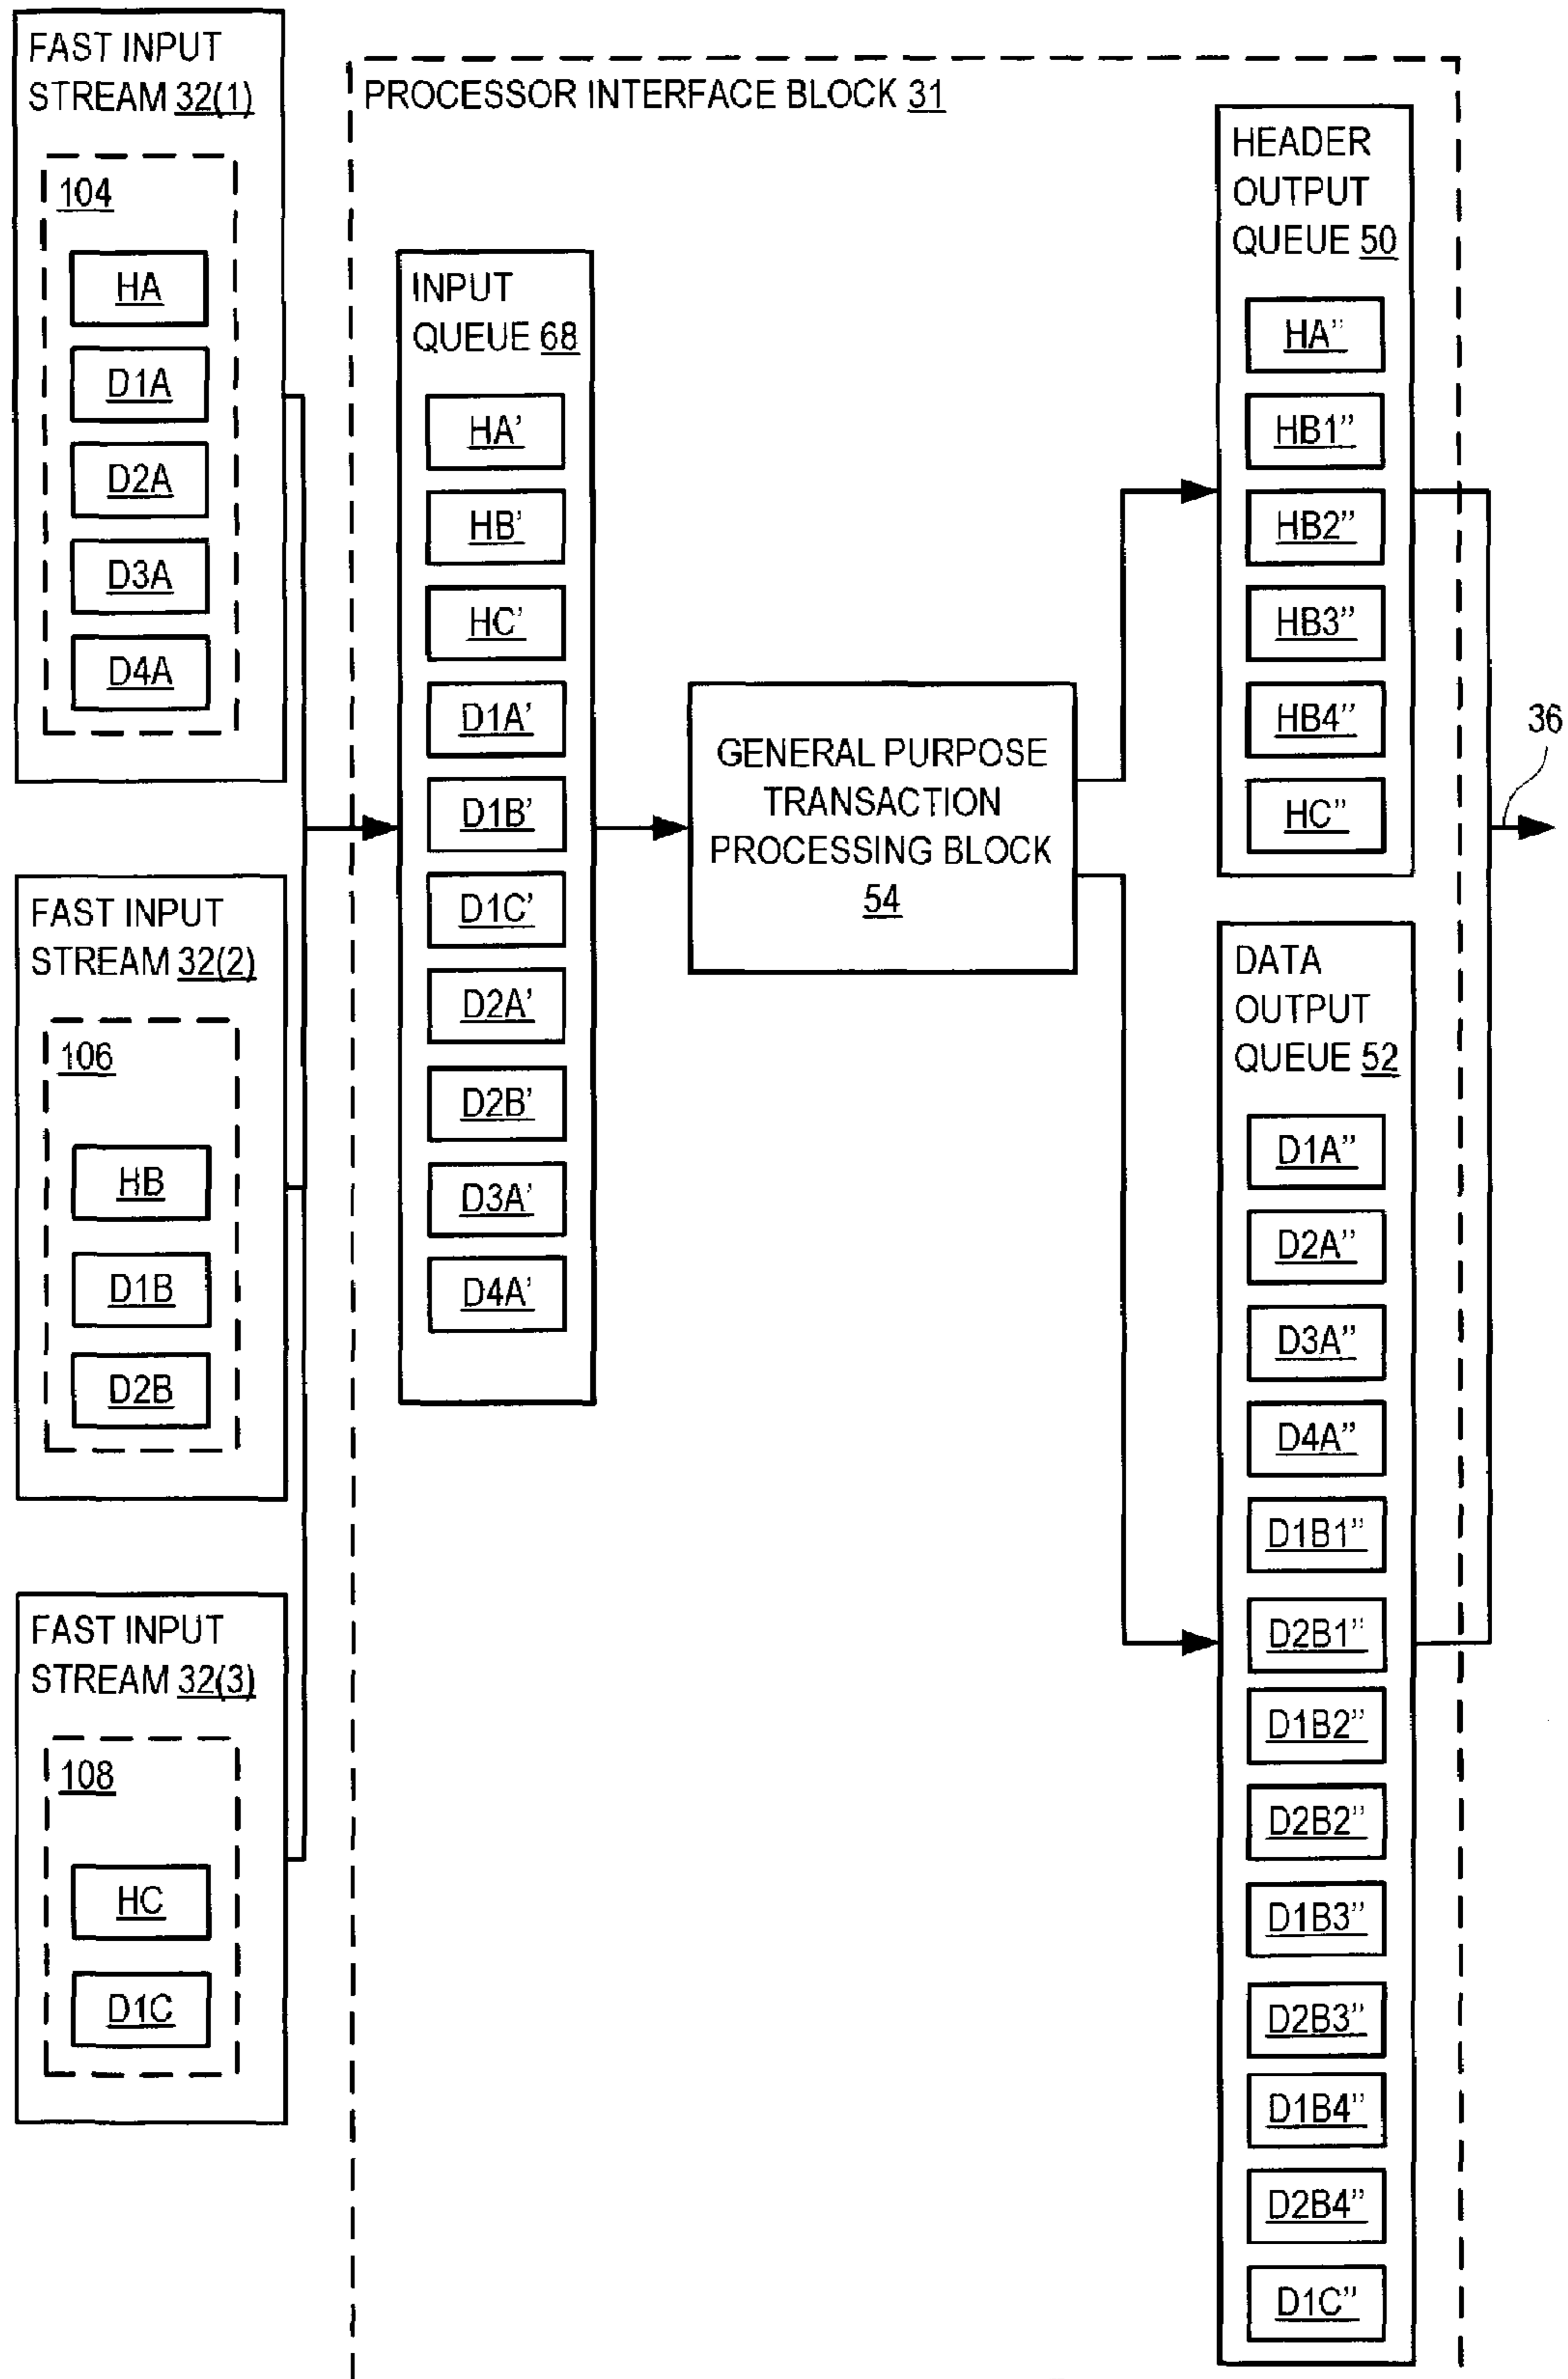 FAST INPUT
STREAM 32(1)
104
HA
D1A
D2A
D3A
D4A
FAST INPUT
STREAM 32(2)
106
HB
D1B
D2B
FAST INPUT
STREAM 32(3)
108
HC
D1C
PROCESSOR INTERFACE BLOCK 31
INPUT
QUEUE 68
HA'
HB'
HC'
D1A'
D1B'
D1C'
D2A'
D2B'
D3A'
D4A'
GENERAL PURPOSE
TRANSACTION
PROCESSING BLOCK
54
HEADER
OUTPUT
QUEUE 50
HA"
HB1"
HB2"
HB3"
HB4"
HC"
DATA
OUTPUT
QUEUE 52
D1A"
D2A"
D3A"
D4A"
D1B1"
D2B1"
D1B2"
D2B2"
D1B3"
D2B3"
D1B4"
D2B4"
D1C"
36